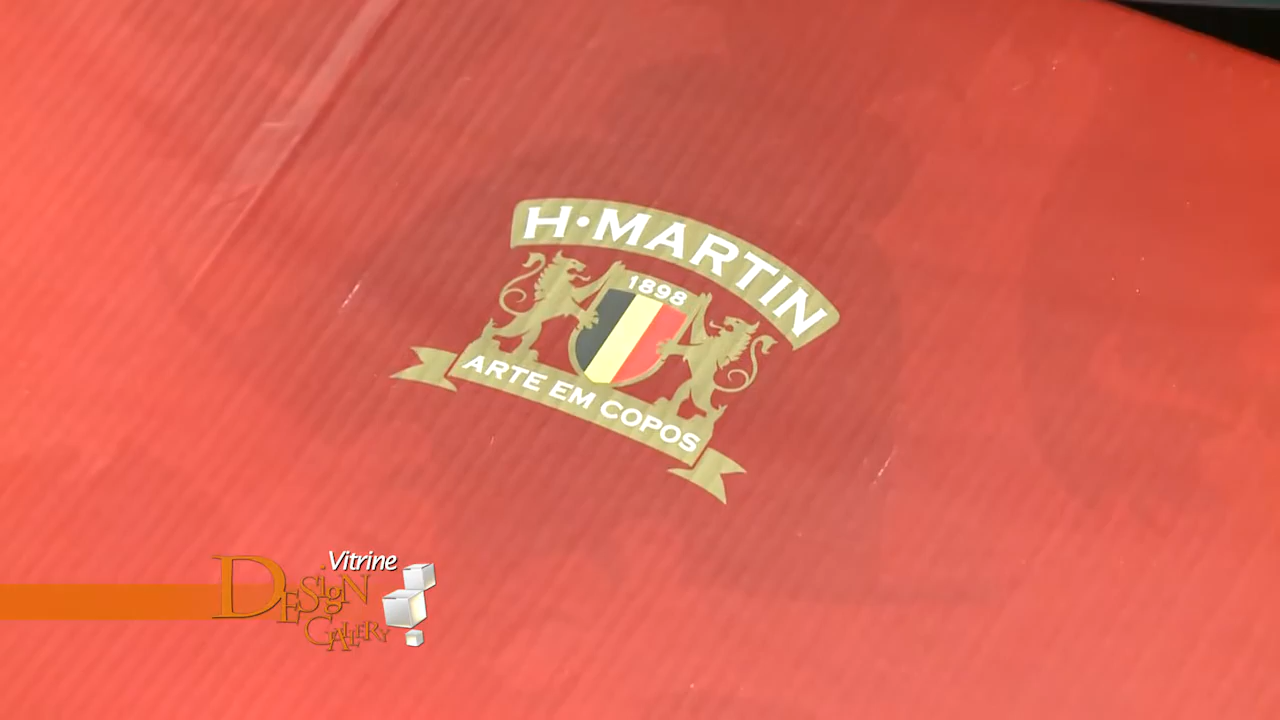 H·MARTIN
1898
ARTE EM COPOS
Vitrine
DESIGN
GALLERY